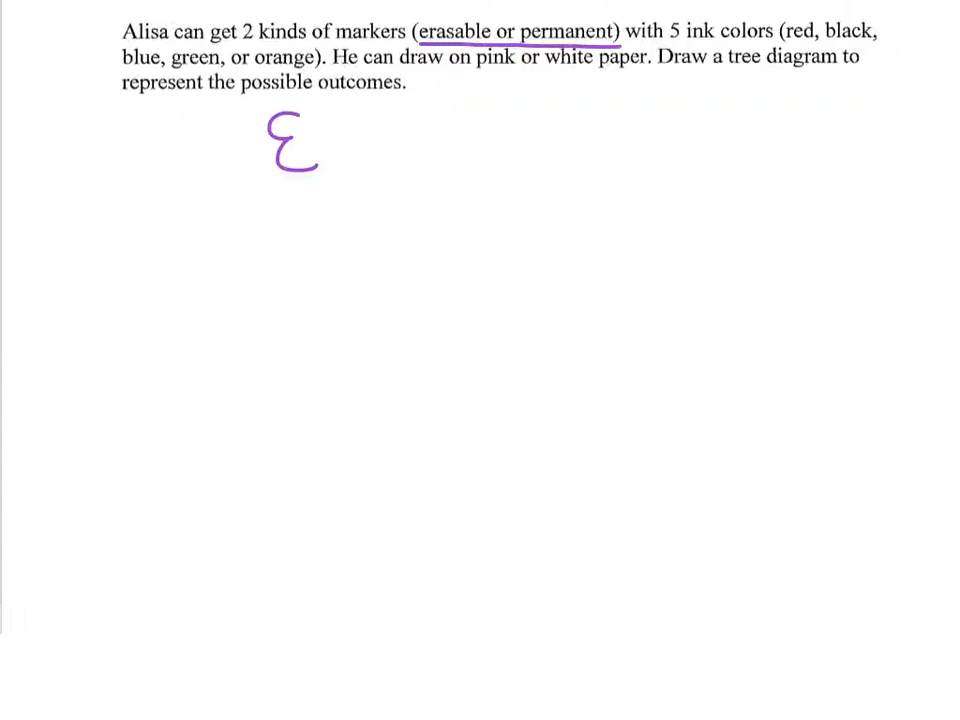 Alisa can get 2 kinds of markers (erasable or permanent) with 5 ink colors (red, black,
blue, green, or orange). He can draw on pink or white paper. Draw a tree diagram to
represent the possible outcomes.
E